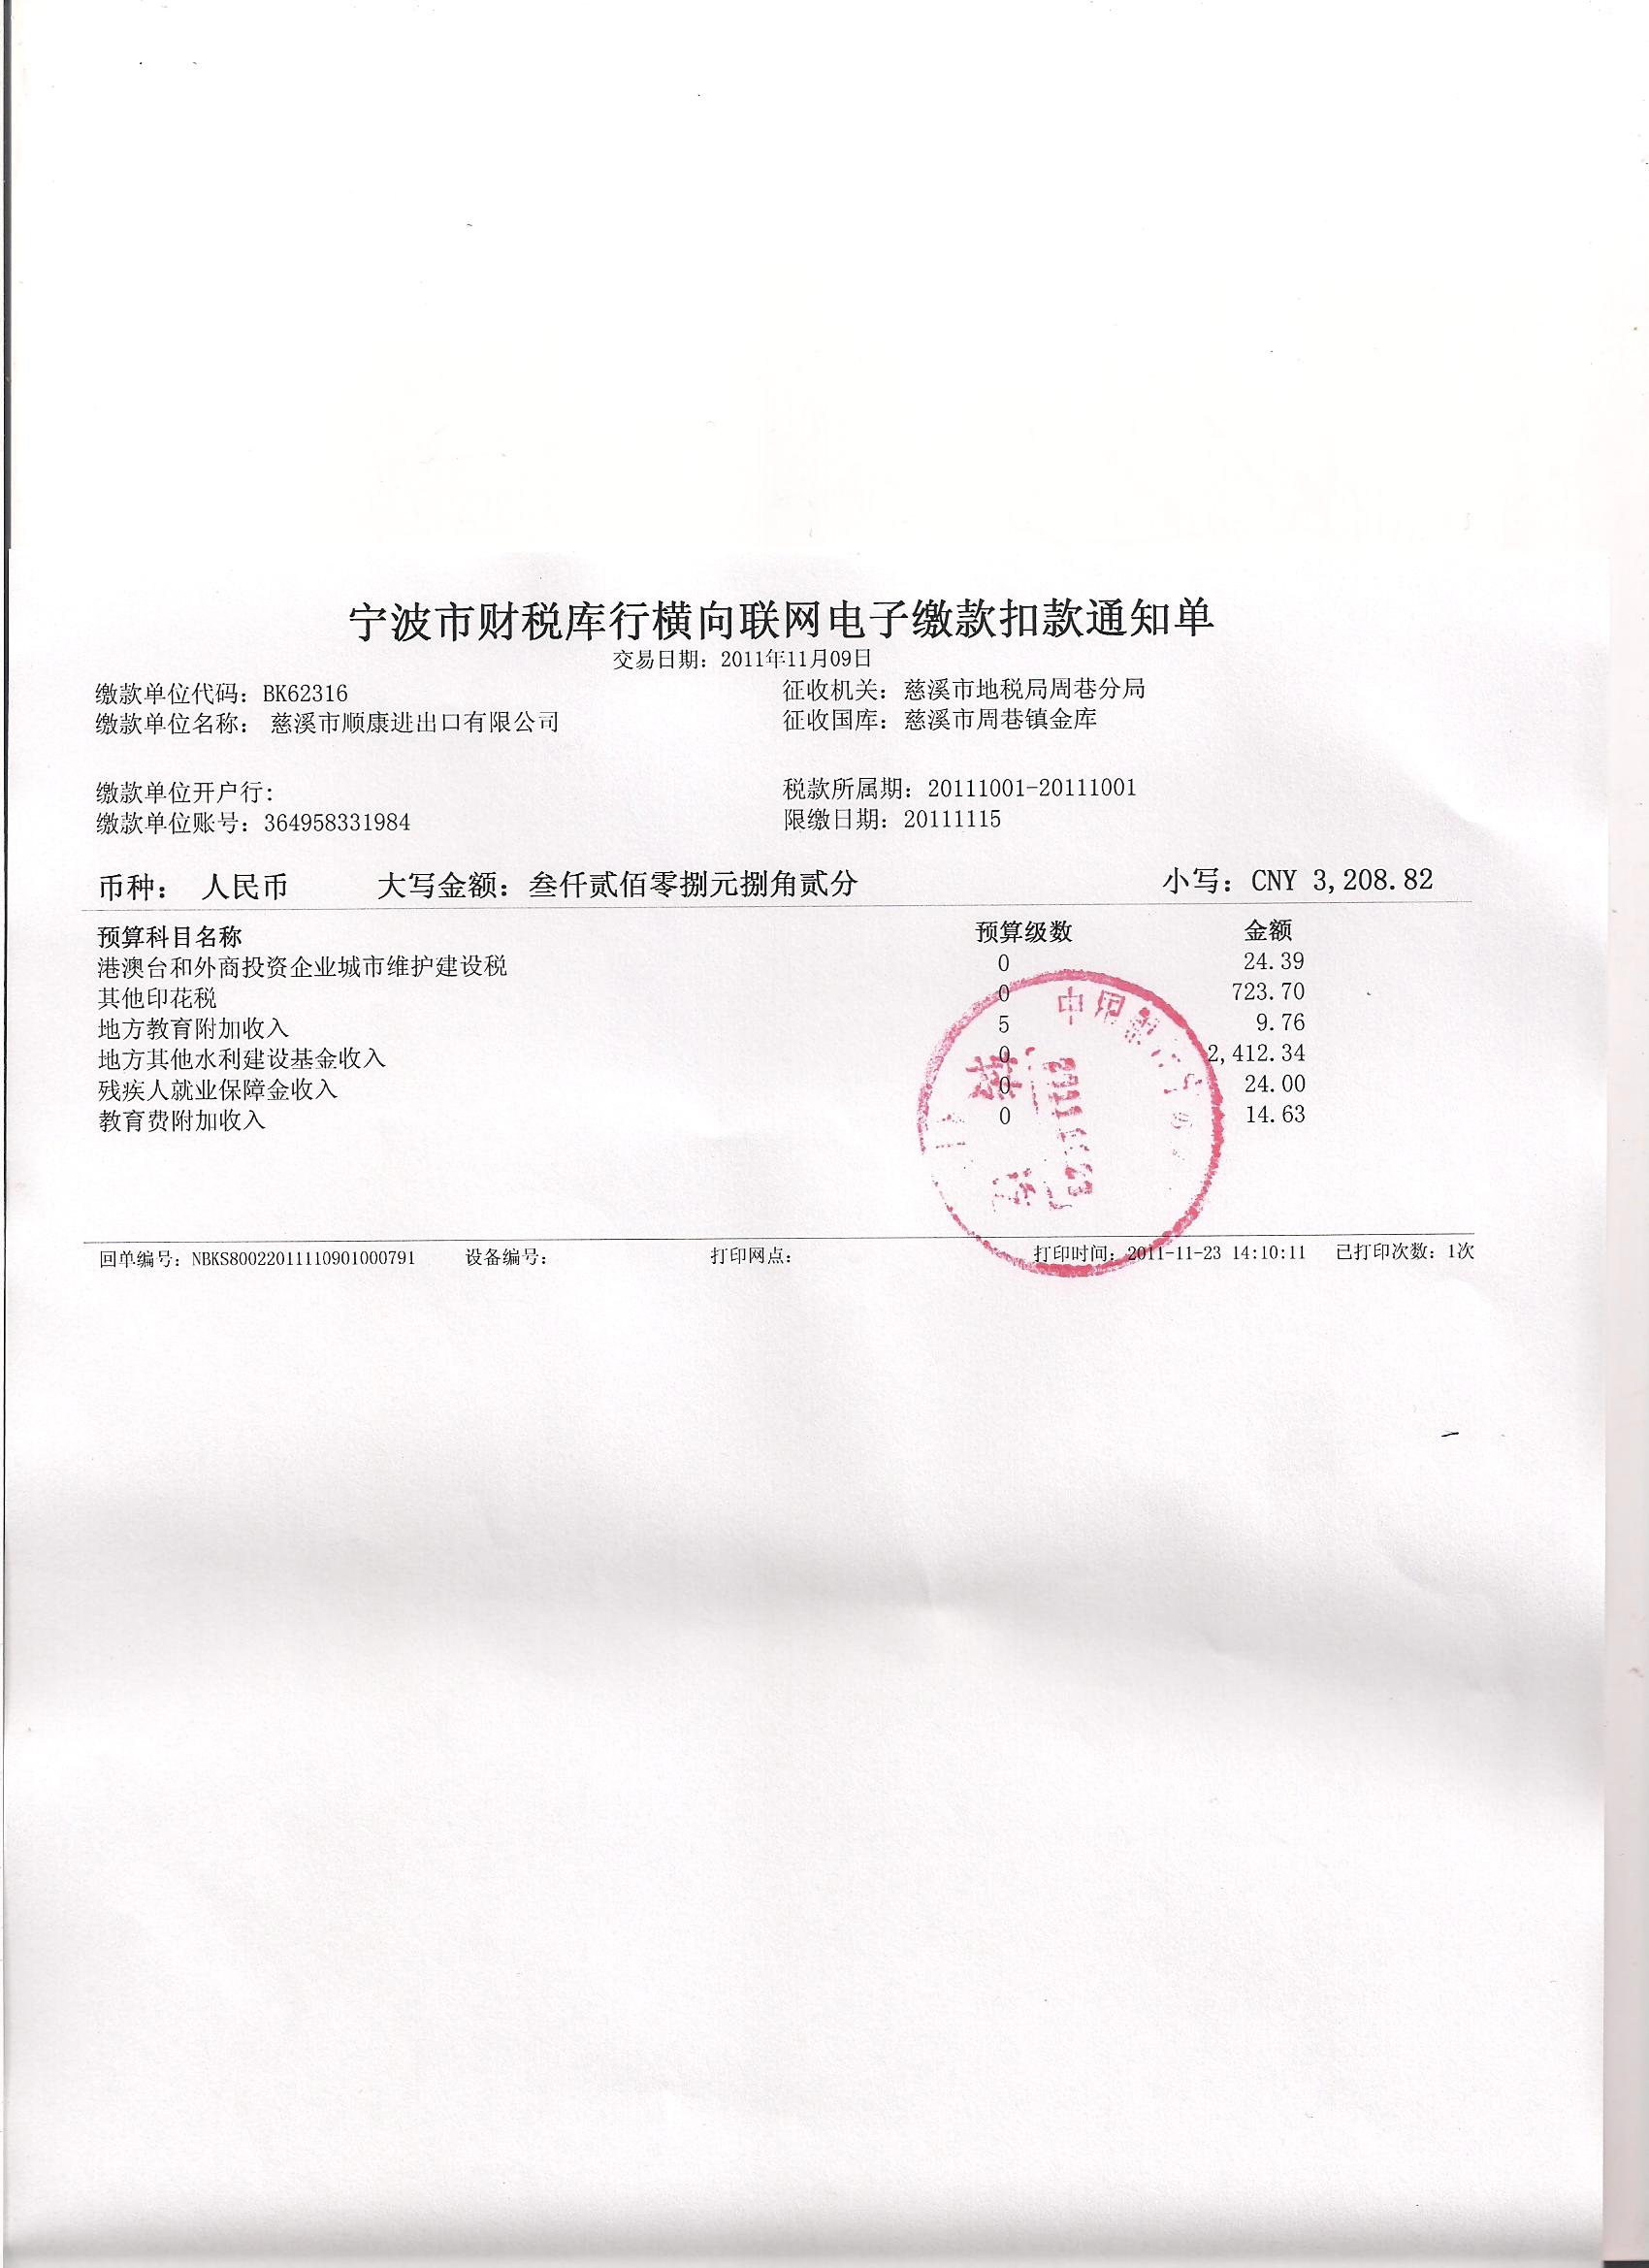 宁波市财税库行横向联网电子缴款扣款通知单
交易日期：2011年11月09日
缴款单位代码：BK62316 征收机关：慈溪市地税局周巷分局
缴款单位名称： 慈溪市顺康进出口有限公司 征收国库：慈溪市周巷镇金库
缴款单位开户行： 税款所属期：20111001-20111001
缴款单位账号：364958331984 限缴日期：20111115
币种： 人民币 大写金额：叁仟贰佰零捌元捌角贰分 小写：CNY 3,208.82
预算科目名称 预算级数 金额
港澳台和外商投资企业城市维护建设税 0 24.39
其他印花税 0 723.70
地方教育附加收入 5 9.76
地方其他水利建设基金收入 0 2,412.34
残疾人就业保障金收入 0 24.00
教育费附加收入 0 14.63
回单编号：NBKS80022011110901000791 设备编号： 打印网点： 打印时间：2011-11-23 14:10:11 已打印次数：1次